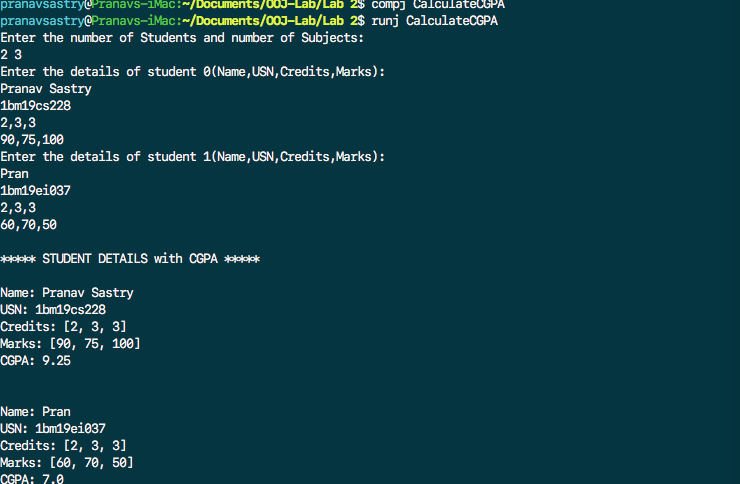 pranavsastry@Pranavs-iMac:~/Documents/OOJ-Lab/Lab 2$ compj CalculateCGPA
pranavsastry@Pranavs-iMac:~/Documents/OOJ-Lab/Lab 2$ runj CalculateCGPA
Enter the number of Students and number of Subjects:
2 3
Enter the details of student 0(Name,USN,Credits,Marks):
Pranav Sastry
1bm19cs228
2,3,3
90,75,100
Enter the details of student 1(Name,USN,Credits,Marks):
Pran
1bm19ei037
2,3,3
60,70,50
***** STUDENT DETAILS with CGPA *****
Name: Pranav Sastry
USN: 1bm19cs228
Credits: [2, 3, 3]
Marks: [90, 75, 100]
CGPA: 9.25
Name: Pran
USN: 1bm19ei037
Credits: [2, 3, 3]
Marks: [60, 70, 50]
CGPA: 7.0